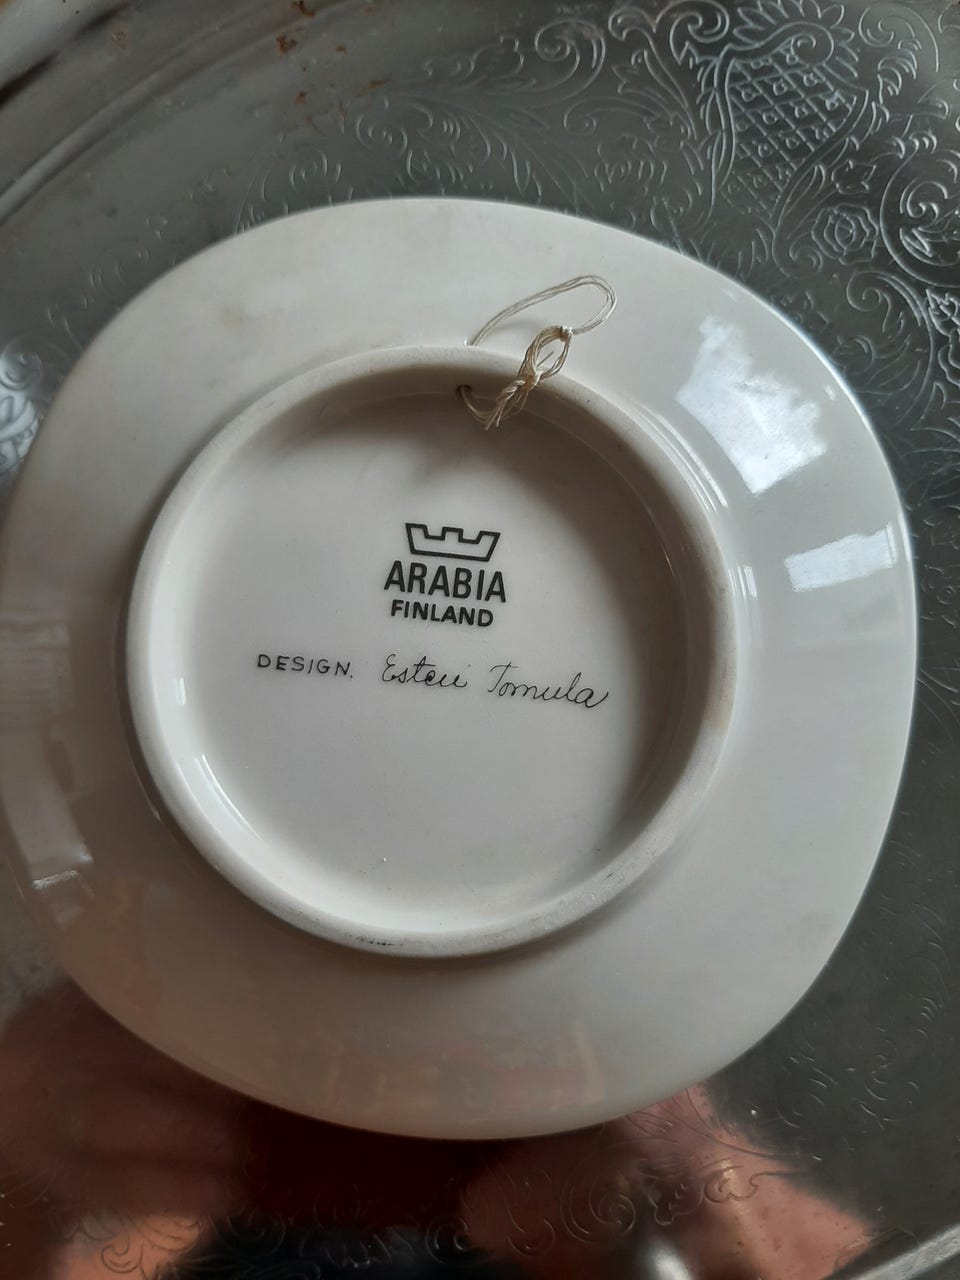 ARABIA
FINLAND
DESIGN. Esteri Tomula